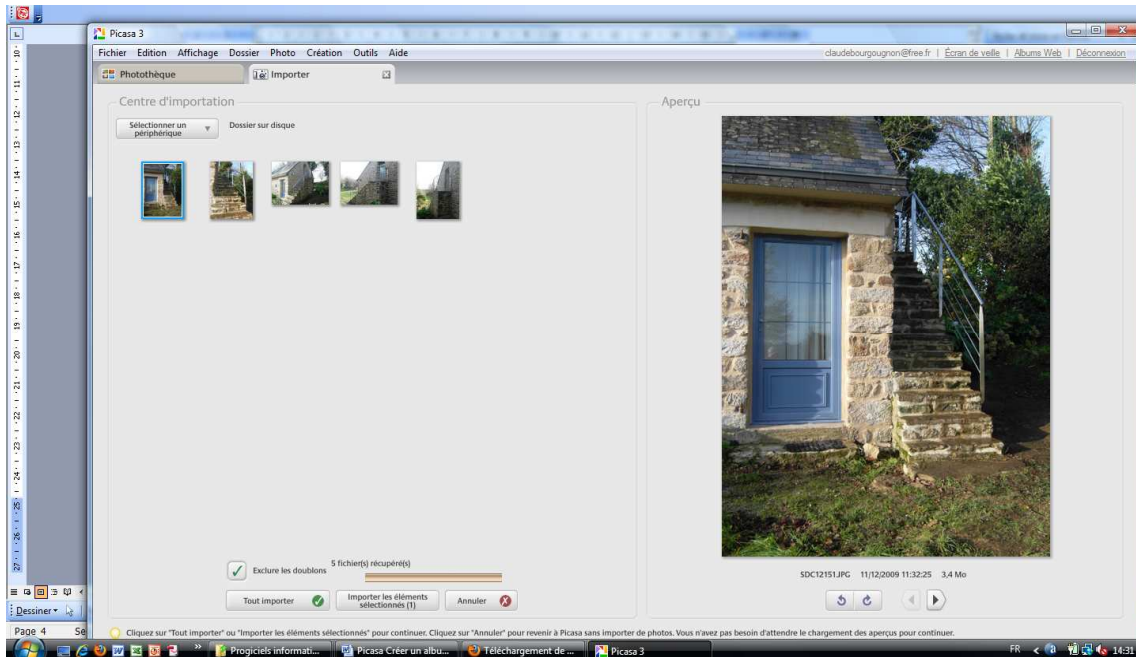 Picasa 3
Fichier Edition Affichage Dossier Photo Création Outils Aide
claudebourgougnon@free.fr | Écran de veille | Albums Web | Déconnexion
Photothèque
Importer
Centre d'importation
Aperçu
Sélectionner un
périphérique
Dossier sur disque
Exclure les doublons
5 fichier(s) récupéré(s)
SDC12151.JPG 11/12/2009 11:32:25 3,4 Mo
Tout importer
Importer les éléments
sélectionnés (1)
Annuler
Dessiner
Cliquez sur "Tout importer" ou "Importer les éléments sélectionnés" pour continuer. Cliquez sur "Annuler" pour revenir à Picasa sans importer de photos. Vous n'avez pas besoin d'attendre le chargement des aperçus pour continuer.
Page 4 Se
Progiciels informati...
Picasa Créer un albu...
Téléchargement de ...
Picasa 3
FR
14:31